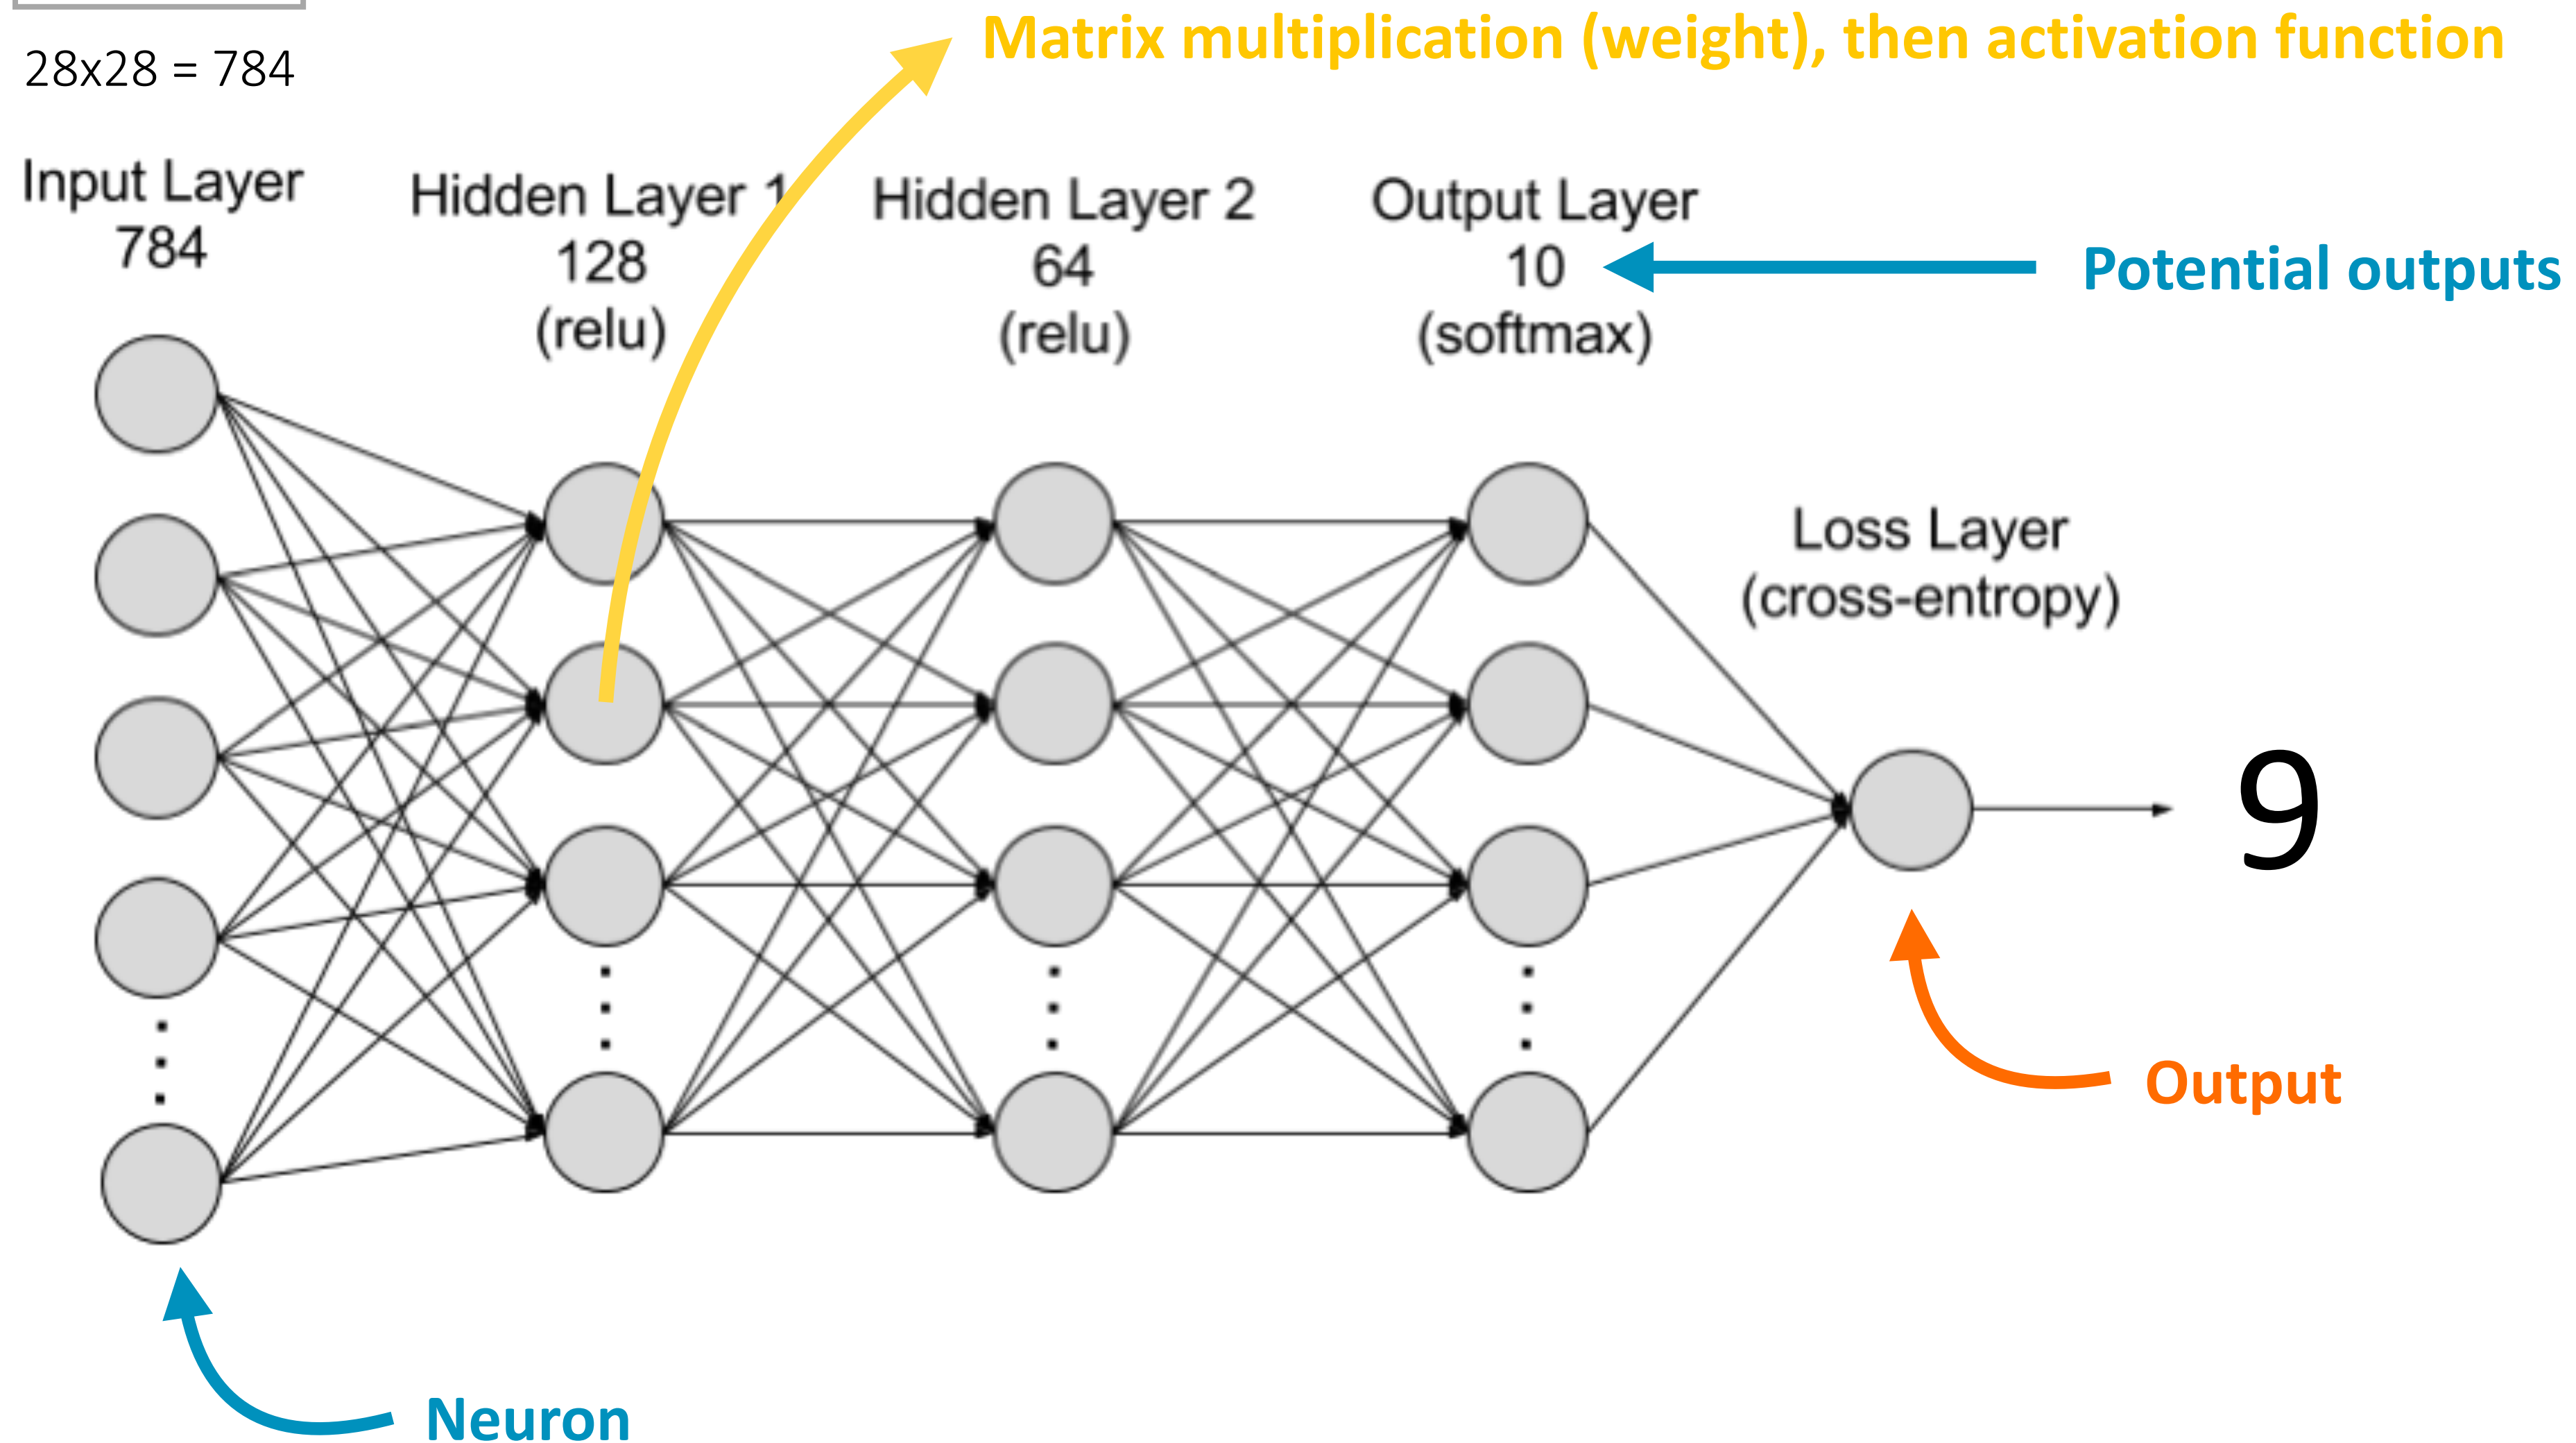 Matrix multiplication (weight), then activation function
28x28 = 784
Input Layer
784
Hidden Layer 1
128
(relu)
Hidden Layer 2
64
(relu)
Output Layer
10
(softmax)
Potential outputs
Loss Layer
(cross-entropy)
9
Output
Neuron